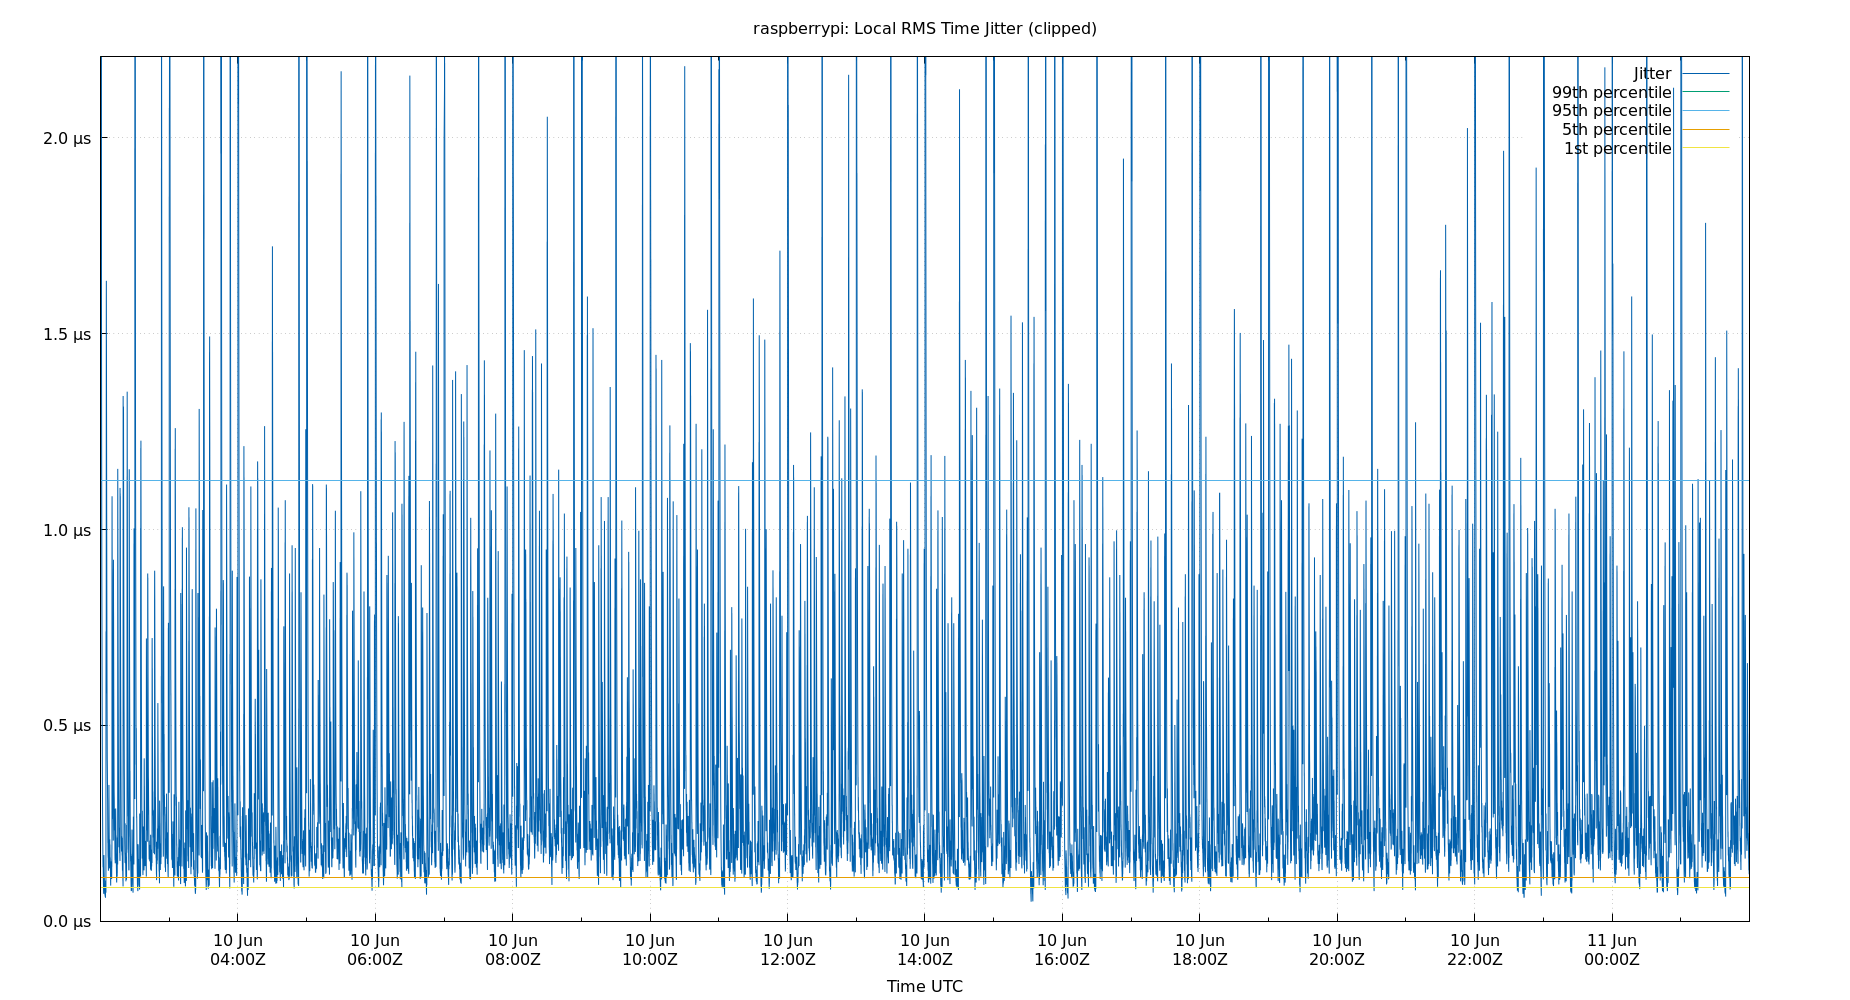 raspberrypi: Local RMS Time Jitter (clipped)
Jitter
99th percentile
95th percentile
5th percentile
1st percentile
2.0 µs
1.5 µs
1.0 µs
0.5 µs
0.0 µs
10 Jun 10 Jun 10 Jun 10 Jun 10 Jun 10 Jun 10 Jun 10 Jun 10 Jun 10 Jun 11 Jun
04:00Z 06:00Z 08:00Z 10:00Z 12:00Z 14:00Z 16:00Z 18:00Z 20:00Z 22:00Z 00:00Z
Time UTC